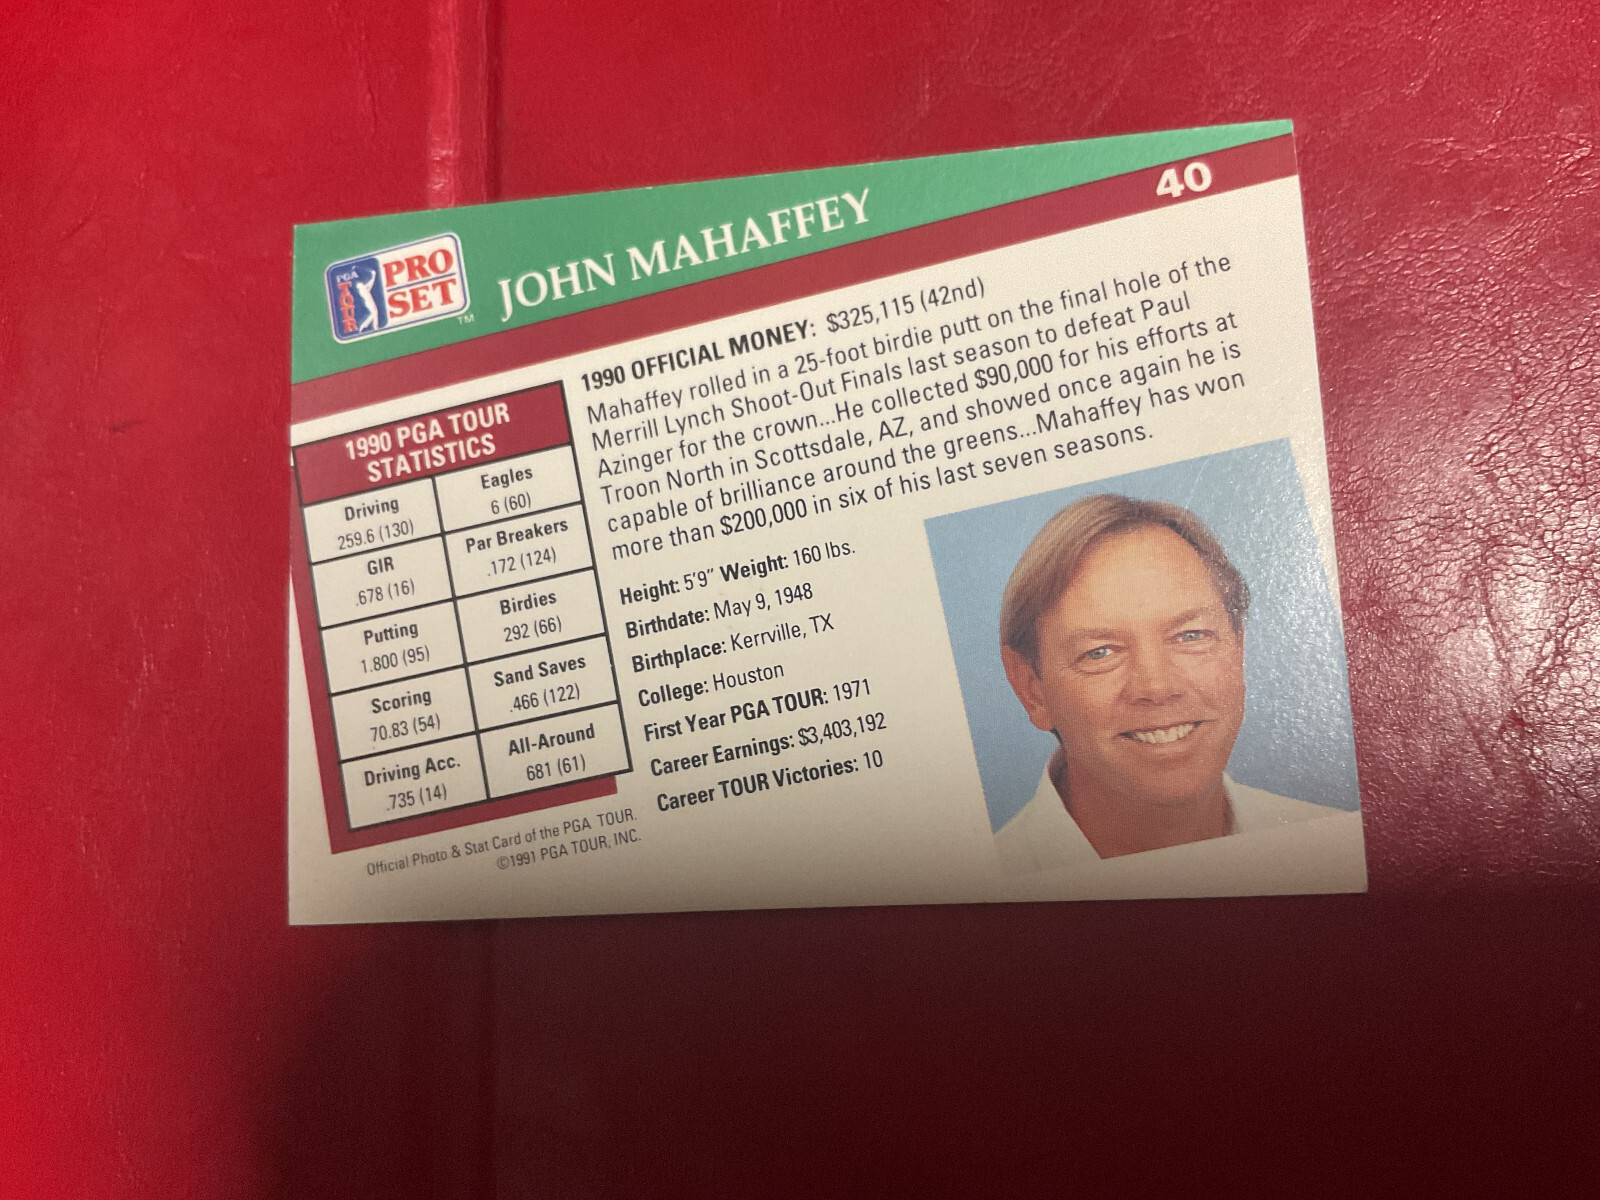 PGA TOUR
PRO SET
TM
JOHN MAHAFFEY
40
1990 OFFICIAL MONEY: $325,115 (42nd)
Mahaffey rolled in a 25-foot birdie putt on the final hole of the
Merrill Lynch Shoot-Out Finals last season to defeat Paul
Azinger for the crown...He collected $90,000 for his efforts at
Troon North in Scottsdale, AZ, and showed once again he is
capable of brilliance around the greens...Mahaffey has won
more than $200,000 in six of his last seven seasons.
1990 PGA TOUR
STATISTICS
Driving
259.6 (130)
Eagles
6 (60)
GIR
.678 (16)
Par Breakers
.172 (124)
Putting
1.800 (95)
Birdies
292 (66)
Scoring
70.83 (54)
Sand Saves
.466 (122)
Driving Acc.
.735 (14)
All-Around
681 (61)
Height: 5'9" Weight: 160 lbs.
Birthdate: May 9, 1948
Birthplace: Kerrville, TX
College: Houston
First Year PGA TOUR: 1971
Career Earnings: $3,403,192
Career TOUR Victories: 10
Official Photo & Stat Card of the PGA TOUR.
©1991 PGA TOUR, INC.